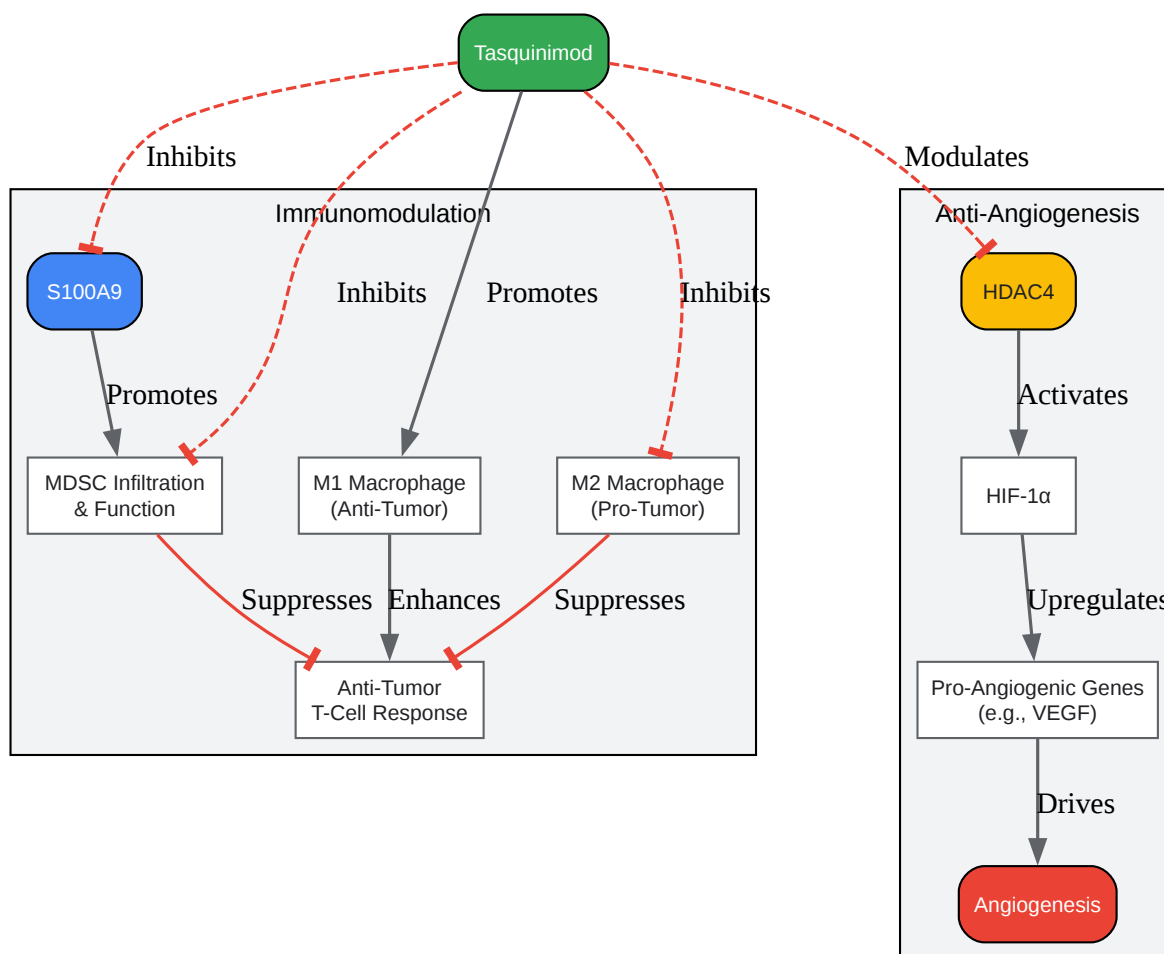 Tasquinimod
Inhibits
Modulates
Immunomodulation
Anti-Angiogenesis
S100A9
Inhibits
Promotes
Inhibits
HDAC4
Promotes
Activates
MDSC Infiltration
& Function
M1 Macrophage
(Anti-Tumor)
M2 Macrophage
(Pro-Tumor)
HIF-1α
Suppresses
Enhances
Suppresses
Upregulates
Anti-Tumor
T-Cell Response
Pro-Angiogenic Genes
(e.g., VEGF)
Drives
Angiogenesis